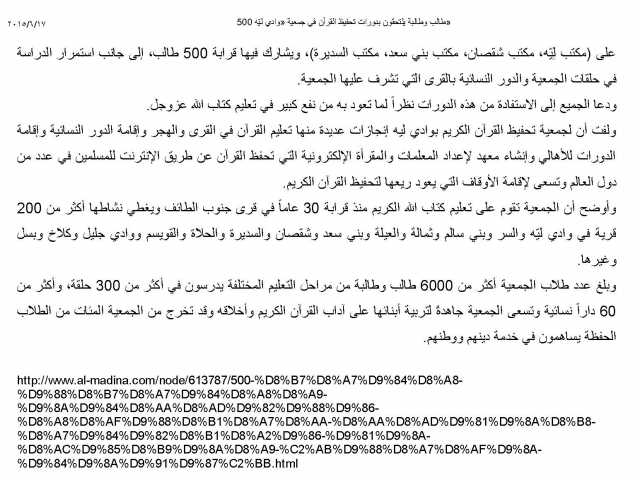 «طالب وطالبة يلتحقون بدورات تحفيظ القرآن في جمعية «وادي ليّه 500
٢٠١٥/٦/١٧
على (مكتب لِيّه، مكتب شقصان، مكتب بني سعد، مكتب السديرة)، ويشارك فيها قرابة 500 طالب، إلى جانب استمرار الدراسة
في حلقات الجمعية والدور النسائية بالقرى التي تشرف عليها الجمعية.
ودعا الجميع إلى الاستفادة من هذه الدورات نظراً لما تعود به من نفع كبير في تعليم كتاب الله عزوجل.
ولفت أن لجمعية تحفيظ القرآن الكريم بوادي ليه إنجازات عديدة منها تعليم القرآن في القرى والهجر وإقامة الدور النسائية وإقامة
الدورات للأهالي وإنشاء معهد لإعداد المعلمات والمقرأة الإلكترونية التي تحفظ القرآن عن طريق الإنترنت للمسلمين في عدد من
دول العالم وتسعى لإقامة الأوقاف التي يعود ريعها لتحفيظ القرآن الكريم.
وأوضح أن الجمعية تقوم على تعليم كتاب الله الكريم منذ قرابة 30 عاماً في قرى جنوب الطائف ويغطي نشاطها أكثر من 200
قرية في وادي ليّه والسر وبني سالم وثمالة والعيلة وبني سعد وشقصان والسديرة والحلاة والقويسم ووادي جليل وكلاخ وبسل
وغيرها.
وبلغ عدد طلاب الجمعية أكثر من 6000 طالب وطالبة من مراحل التعليم المختلفة يدرسون في أكثر من 300 حلقة، وأكثر من
60 داراً نسائية وتسعى الجمعية جاهدةً لتربية أبنائها على آداب القرآن الكريم وأخلاقه وقد تخرج من الجمعية المئات من الطلاب
الحفظة يساهمون في خدمة دينهم ووطنهم.
http://www.al-madina.com/node/613787/500-%D8%B7%D8%A7%D9%84%D8%A8-
%D9%88%D8%B7%D8%A7%D9%84%D8%A8%D8%A9-
%D9%8A%D9%84%D8%AA%D8%AD%D9%82%D9%88%D9%86-
%D8%A8%D8%AF%D9%88%D8%B1%D8%A7%D8%AA-%D8%AA%D8%AD%D9%81%D9%8A%D8%B8-
%D8%A7%D9%84%D9%82%D8%B1%D8%A2%D9%86-%D9%81%D9%8A-
%D8%AC%D9%85%D8%B9%D9%8A%D8%A9-%C2%AB%D9%88%D8%A7%D8%AF%D9%8A-
%D9%84%D9%8A%D9%91%D9%87%C2%BB.html